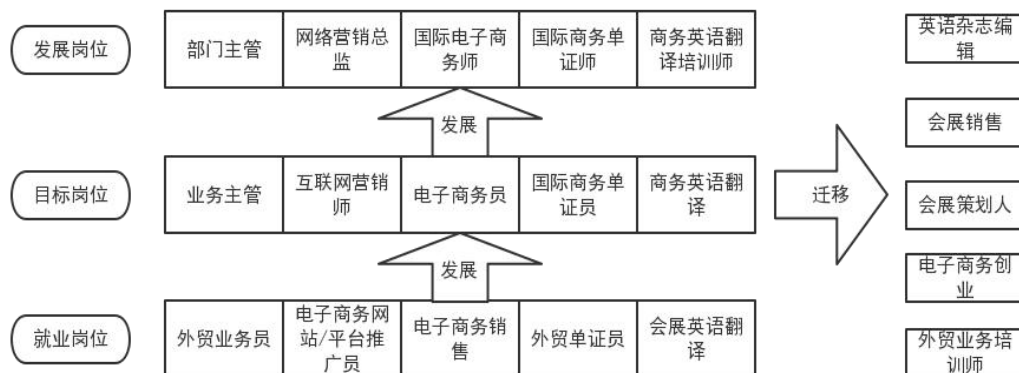 发展岗位
部门主管
网络营销总
监
国际电子商
务师
国际商务单
证师
商务英语翻
译培训师
英语杂志编
辑
发展
会展销售
目标岗位
业务主管
互联网营销
师
电子商务员
国际商务单
证员
商务英语翻
译
迁移
会展策划人
发展
电子商务创
业
就业岗位
外贸业务员
电子商务网
站/平台推
广员
电子商务销
售
外贸单证员
会展英语翻
译
外贸业务培
训师